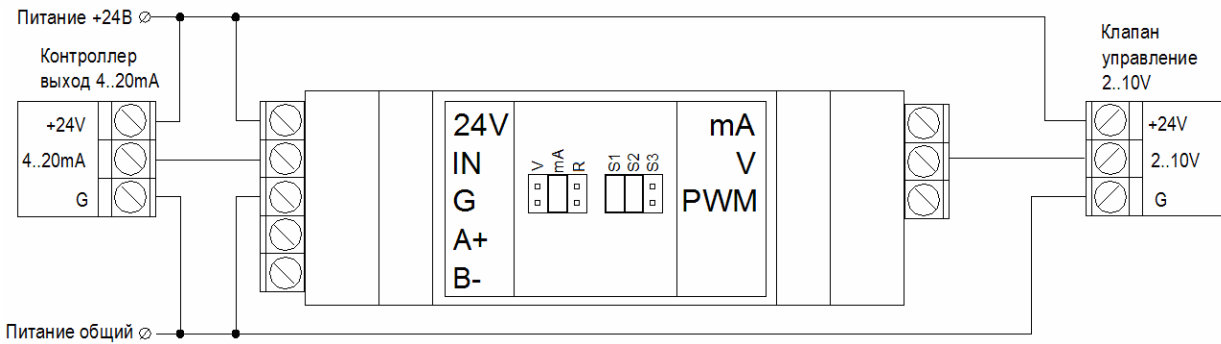 Питание +24В
Контроллер
выход 4..20mA
+24V
4..20mA
G
24V
IN
G
A+
B-
V
mA
R
S1
S2
S3
mA
V
PWM
Клапан
управление
2..10V
+24V
2..10V
G
Питание общий